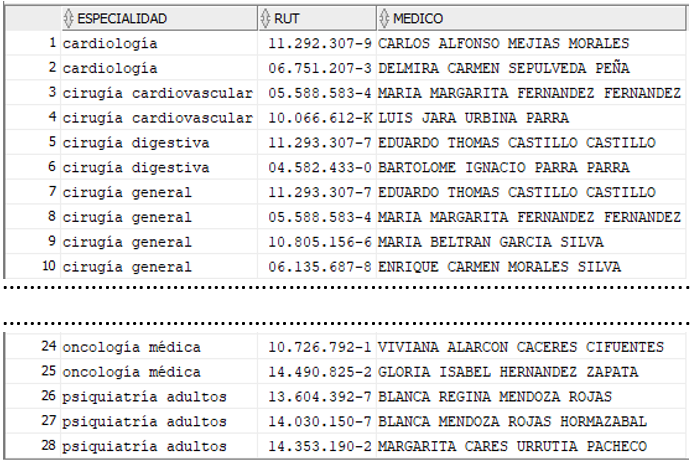 ESPECIALIDAD RUT MEDICO
1 cardiología 11.292.307-9 CARLOS ALFONSO MEJIAS MORALES
2 cardiología 06.751.207-3 DELMIRA CARMEN SEPULVEDA PEÑA
3 cirugía cardiovascular 05.588.583-4 MARIA MARGARITA FERNANDEZ FERNANDEZ
4 cirugía cardiovascular 10.066.612-K LUIS JARA URBINA PARRA
5 cirugía digestiva 11.293.307-7 EDUARDO THOMAS CASTILLO CASTILLO
6 cirugía digestiva 04.582.433-0 BARTOLOME IGNACIO PARRA PARRA
7 cirugía general 11.293.307-7 EDUARDO THOMAS CASTILLO CASTILLO
8 cirugía general 05.588.583-4 MARIA MARGARITA FERNANDEZ FERNANDEZ
9 cirugía general 10.805.156-6 MARIA BELTRAN GARCIA SILVA
10 cirugía general 06.135.687-8 ENRIQUE CARMEN MORALES SILVA
24 oncología médica 10.726.792-1 VIVIANA ALARCON CACERES CIFUENTES
25 oncología médica 14.490.825-2 GLORIA ISABEL HERNANDEZ ZAPATA
26 psiquiatría adultos 13.604.392-7 BLANCA REGINA MENDOZA ROJAS
27 psiquiatría adultos 14.030.150-7 BLANCA MENDOZA ROJAS HORMAZABAL
28 psiquiatría adultos 14.353.190-2 MARGARITA CARES URRUTIA PACHECO